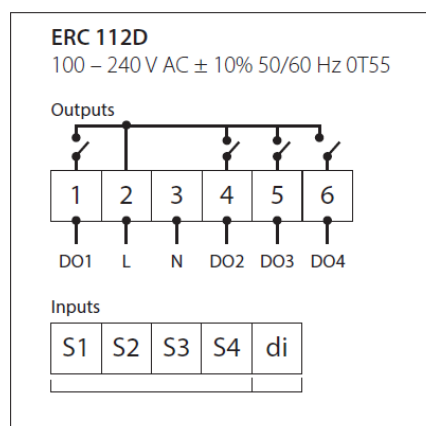 ERC 112D
100 – 240 V AC ± 10% 50/60 Hz 0T55
Outputs
1 2 3 4 5 6
DO1 L N DO2 DO3 DO4
Inputs
S1 S2 S3 S4 di